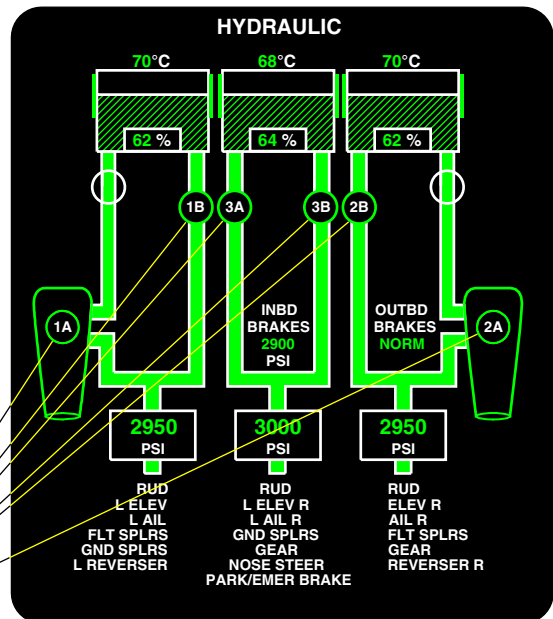 HYDRAULIC
70°C 68°C 70°C
62 % 64 % 62 %
1B 3A 3B 2B
1A 2A
INBD
BRAKES
2900
PSI
OUTBD
BRAKES
NORM
2950
PSI
3000
PSI
2950
PSI
RUD
L ELEV
L AIL
FLT SPLRS
GND SPLRS
L REVERSER
RUD
L ELEV R
L AIL R
GND SPLRS
GEAR
NOSE STEER
PARK/EMER BRAKE
RUD
ELEV R
AIL R
FLT SPLRS
GEAR
REVERSER R